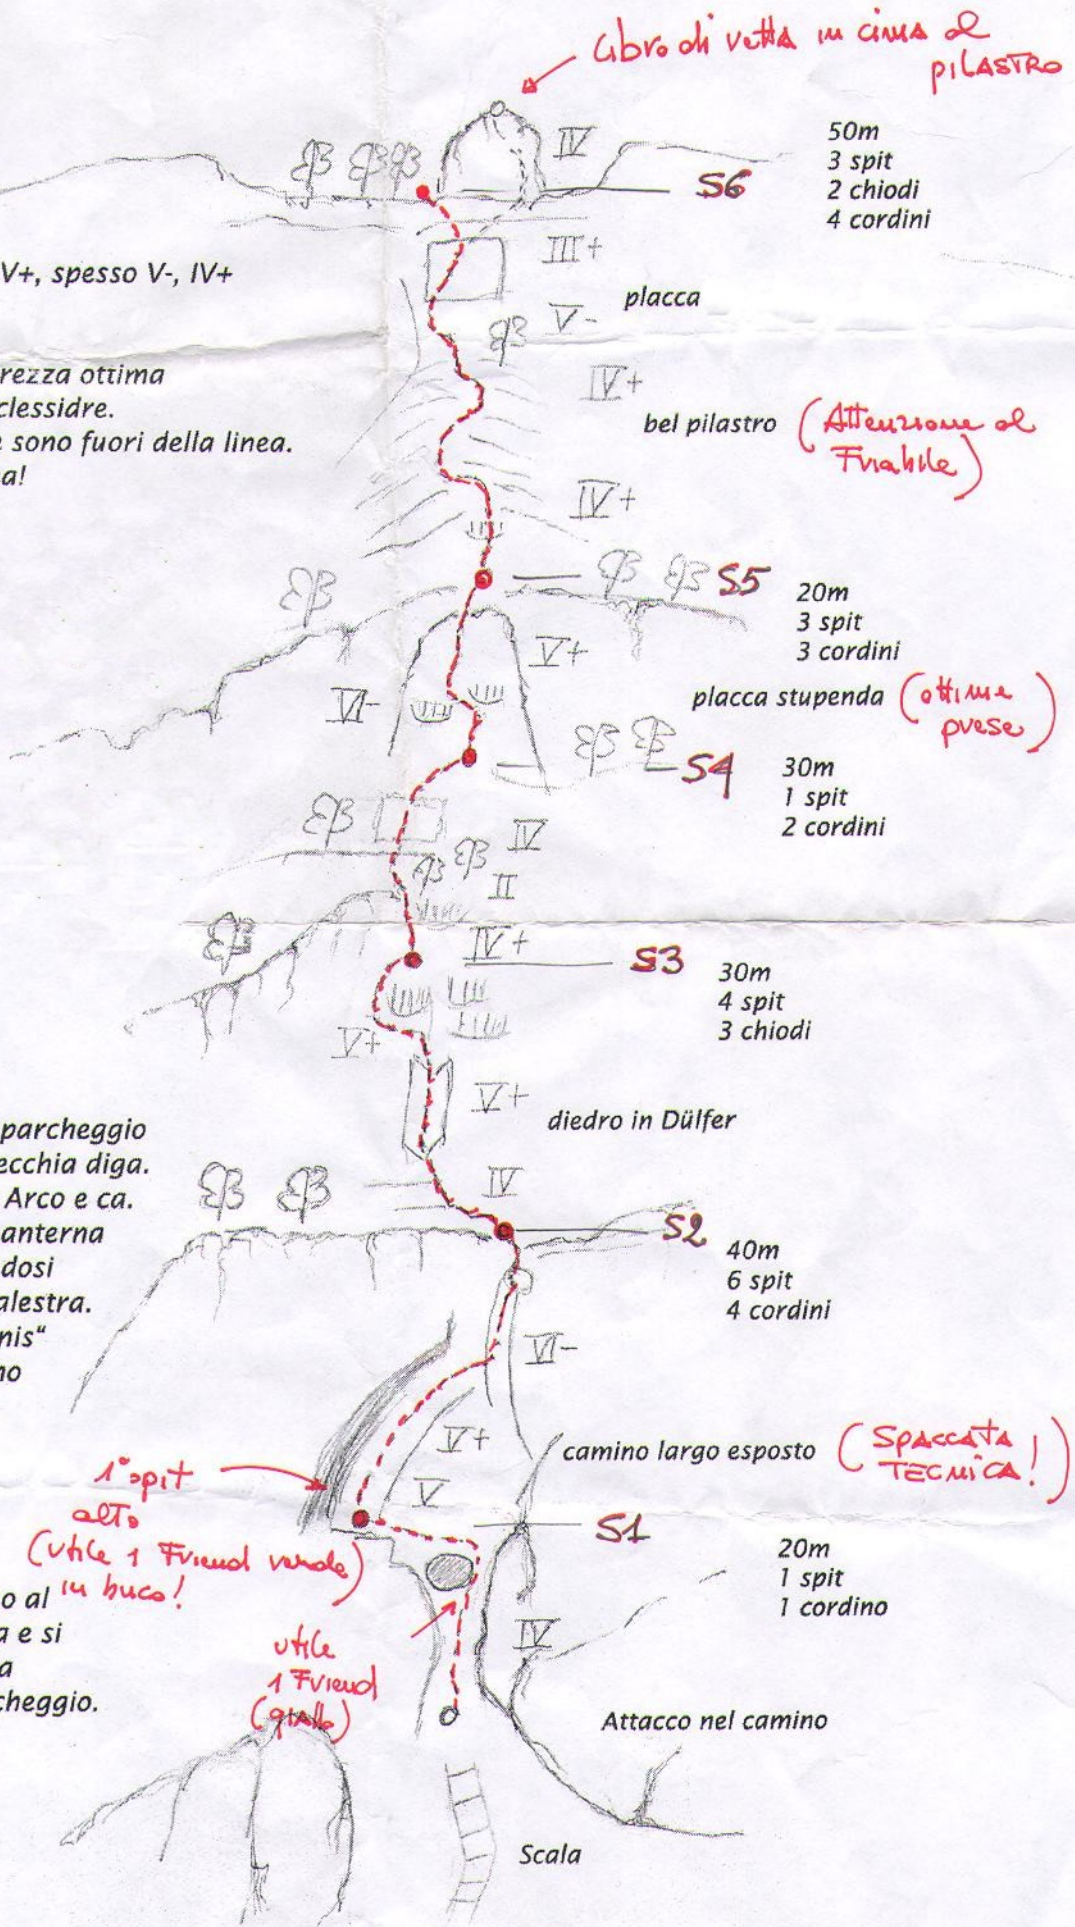 Libro di vetta in cima al
PILASTRO
IV
50m
3 spit
2 chiodi
4 cordini
S6
III+
V+, spesso V-, IV+
placca
V-
rezza ottima
clessidre.
e sono fuori della linea.
a!
IV+
bel pilastro
(Attenzione al
Friabile)
IV+
S5
20m
3 spit
3 cordini
V+
VI-
placca stupenda
(ottime
prese)
S4
30m
1 spit
2 cordini
IV
II
IV+
S3
30m
4 spit
3 chiodi
V+
V+
diedro in Dülfer
parcheggio
ecchia diga.
Arco e ca.
anterna
dosi
alestra.
nis“
no
IV
S2
40m
6 spit
4 cordini
VI-
V+
camino largo esposto
(SPACCATA
TECNICA!)
V
1° spit
alto
(utile 1 Friend verde)
in buco!
S1
20m
1 spit
1 cordino
o al
a e si
a
cheggio.
IV
utile
1 Friend
(giallo)
Attacco nel camino
Scala